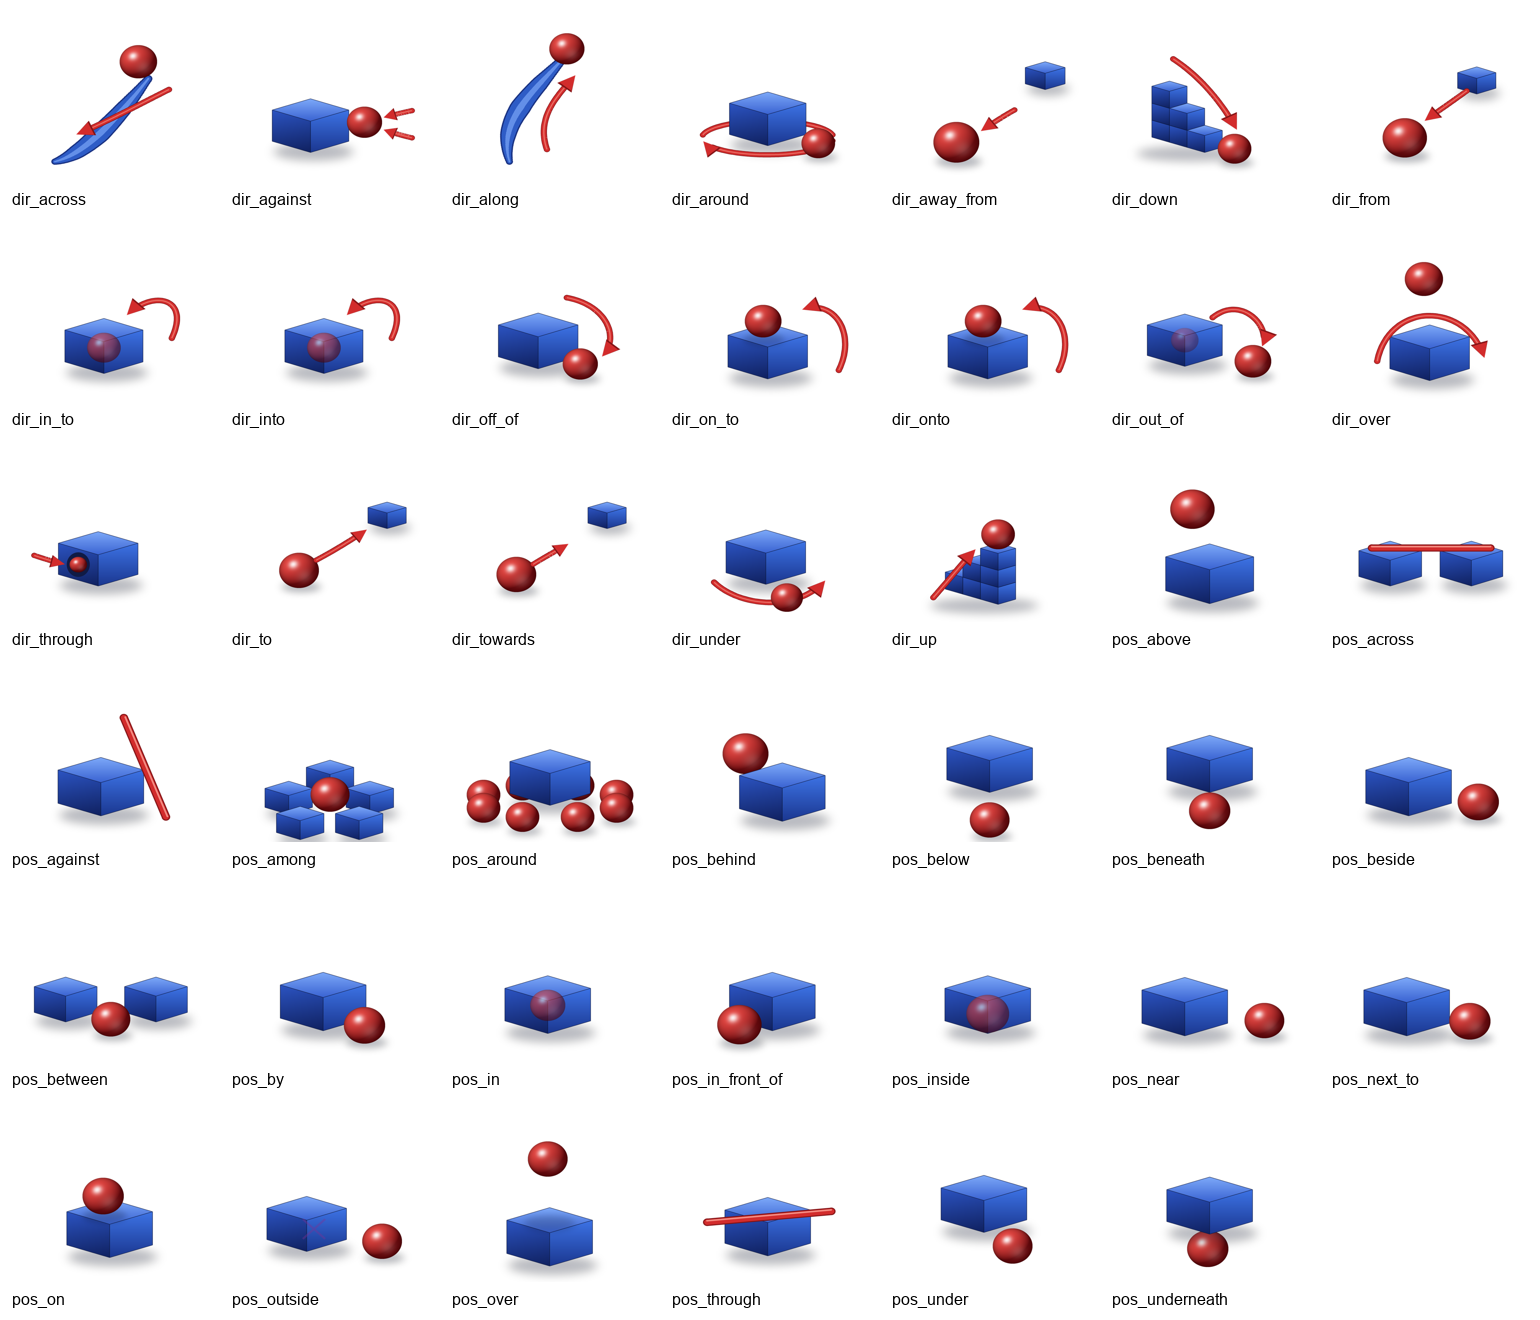 dir_across
dir_against
dir_along
dir_around
dir_away_from
dir_down
dir_from
dir_in_to
dir_into
dir_off_of
dir_on_to
dir_onto
dir_out_of
dir_over
dir_through
dir_to
dir_towards
dir_under
dir_up
pos_above
pos_across
pos_against
pos_among
pos_around
pos_behind
pos_below
pos_beneath
pos_beside
pos_between
pos_by
pos_in
pos_in_front_of
pos_inside
pos_near
pos_next_to
pos_on
pos_outside
pos_over
pos_through
pos_under
pos_underneath